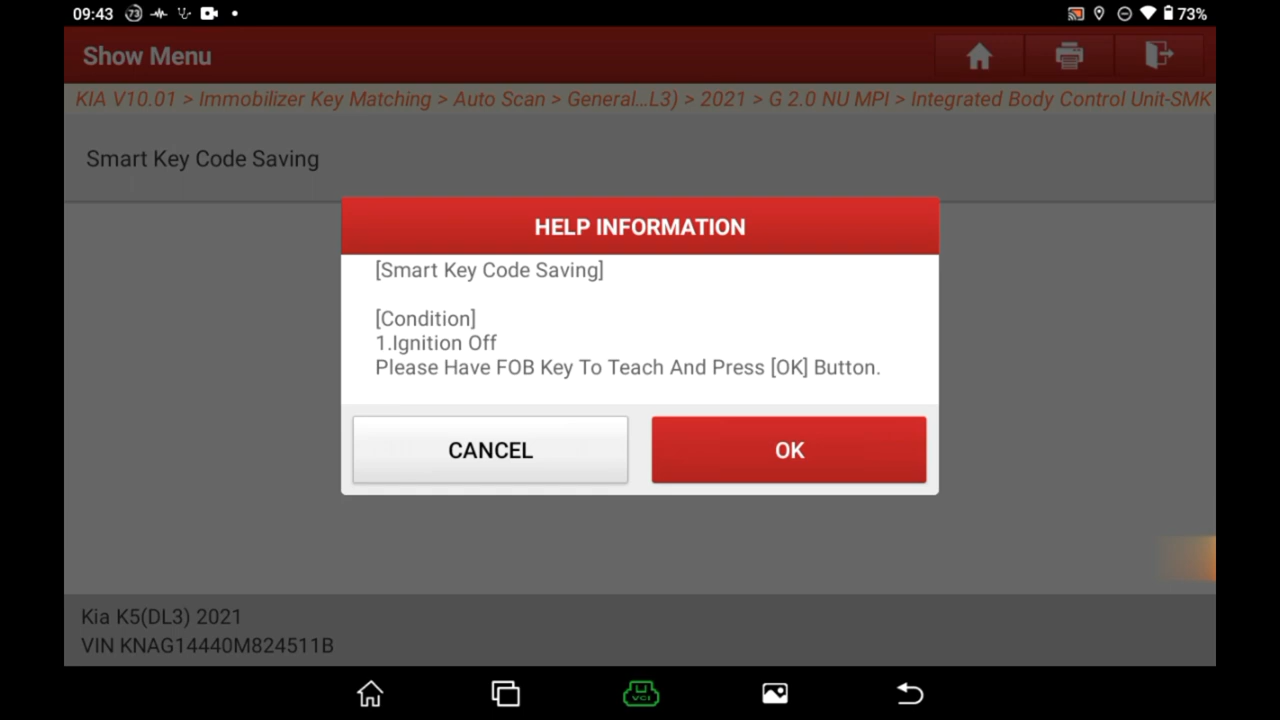 09:43 73 73%
Show Menu
KIA V10.01 > Immobilizer Key Matching > Auto Scan > General...L3) > 2021 > G 2.0 NU MPI > Integrated Body Control Unit-SMK
Smart Key Code Saving
HELP INFORMATION
[Smart Key Code Saving]
[Condition]
1.Ignition Off
Please Have FOB Key To Teach And Press [OK] Button.
CANCEL OK
Kia K5(DL3) 2021
VIN KNAG14440M824511B
VCI